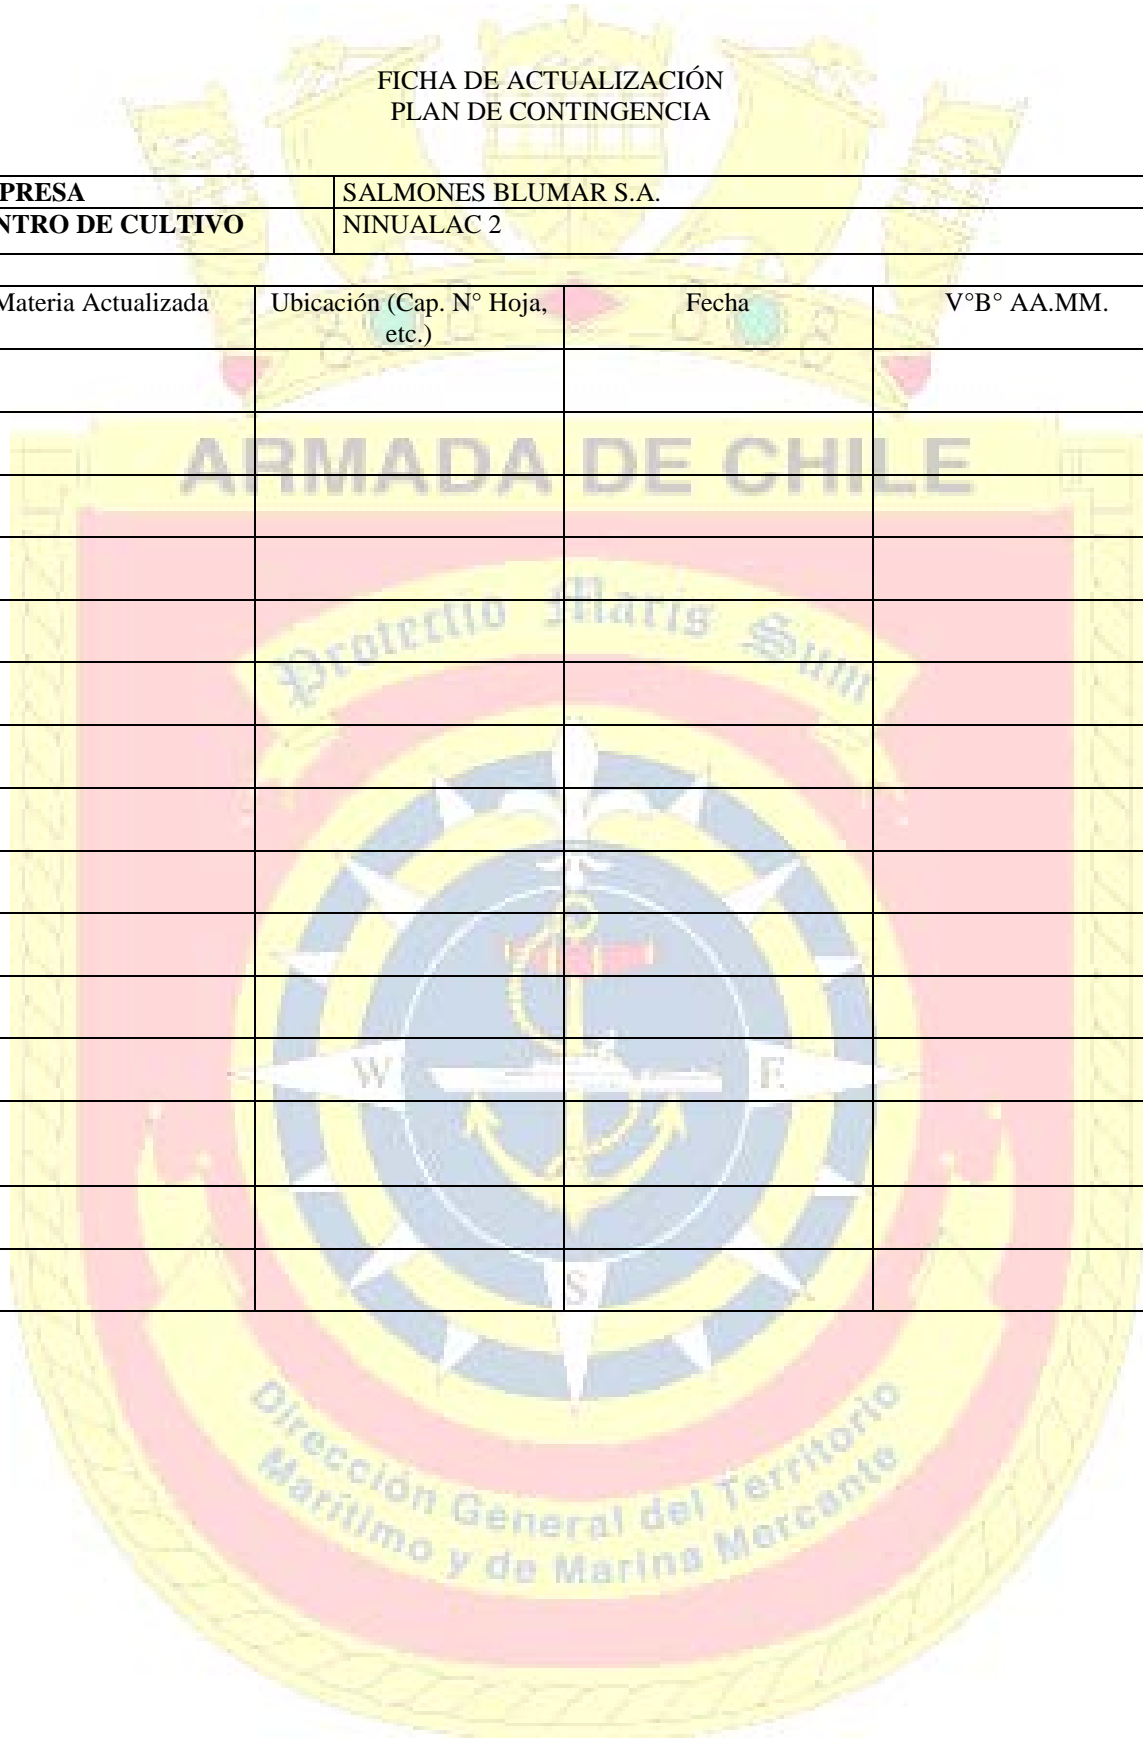 FICHA DE ACTUALIZACIÓN
PLAN DE CONTINGENCIA
PRESA SALMONES BLUMAR S.A.
NTRO DE CULTIVO NINUALAC 2
Materia Actualizada Ubicación (Cap. N° Hoja, Fecha V°B° AA.MM.
etc.)
ARMADA DE CHILE
Protectio Maris Sum
W E
S
Dirección General del Territorio
Marítimo y de Marina Mercante